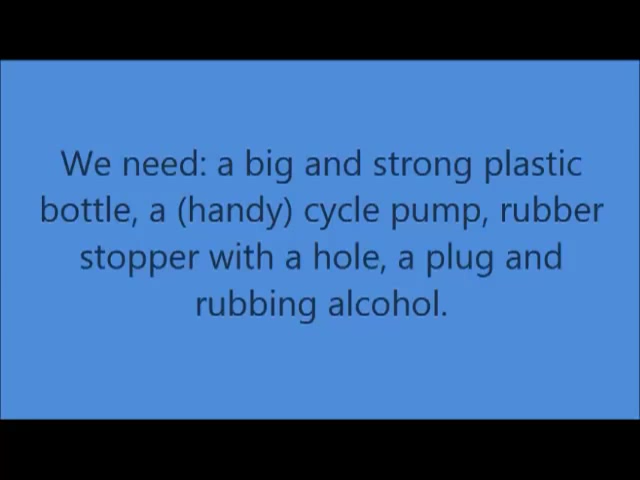 We need: a big and strong plastic
bottle, a (handy) cycle pump, rubber
stopper with a hole, a plug and
rubbing alcohol.